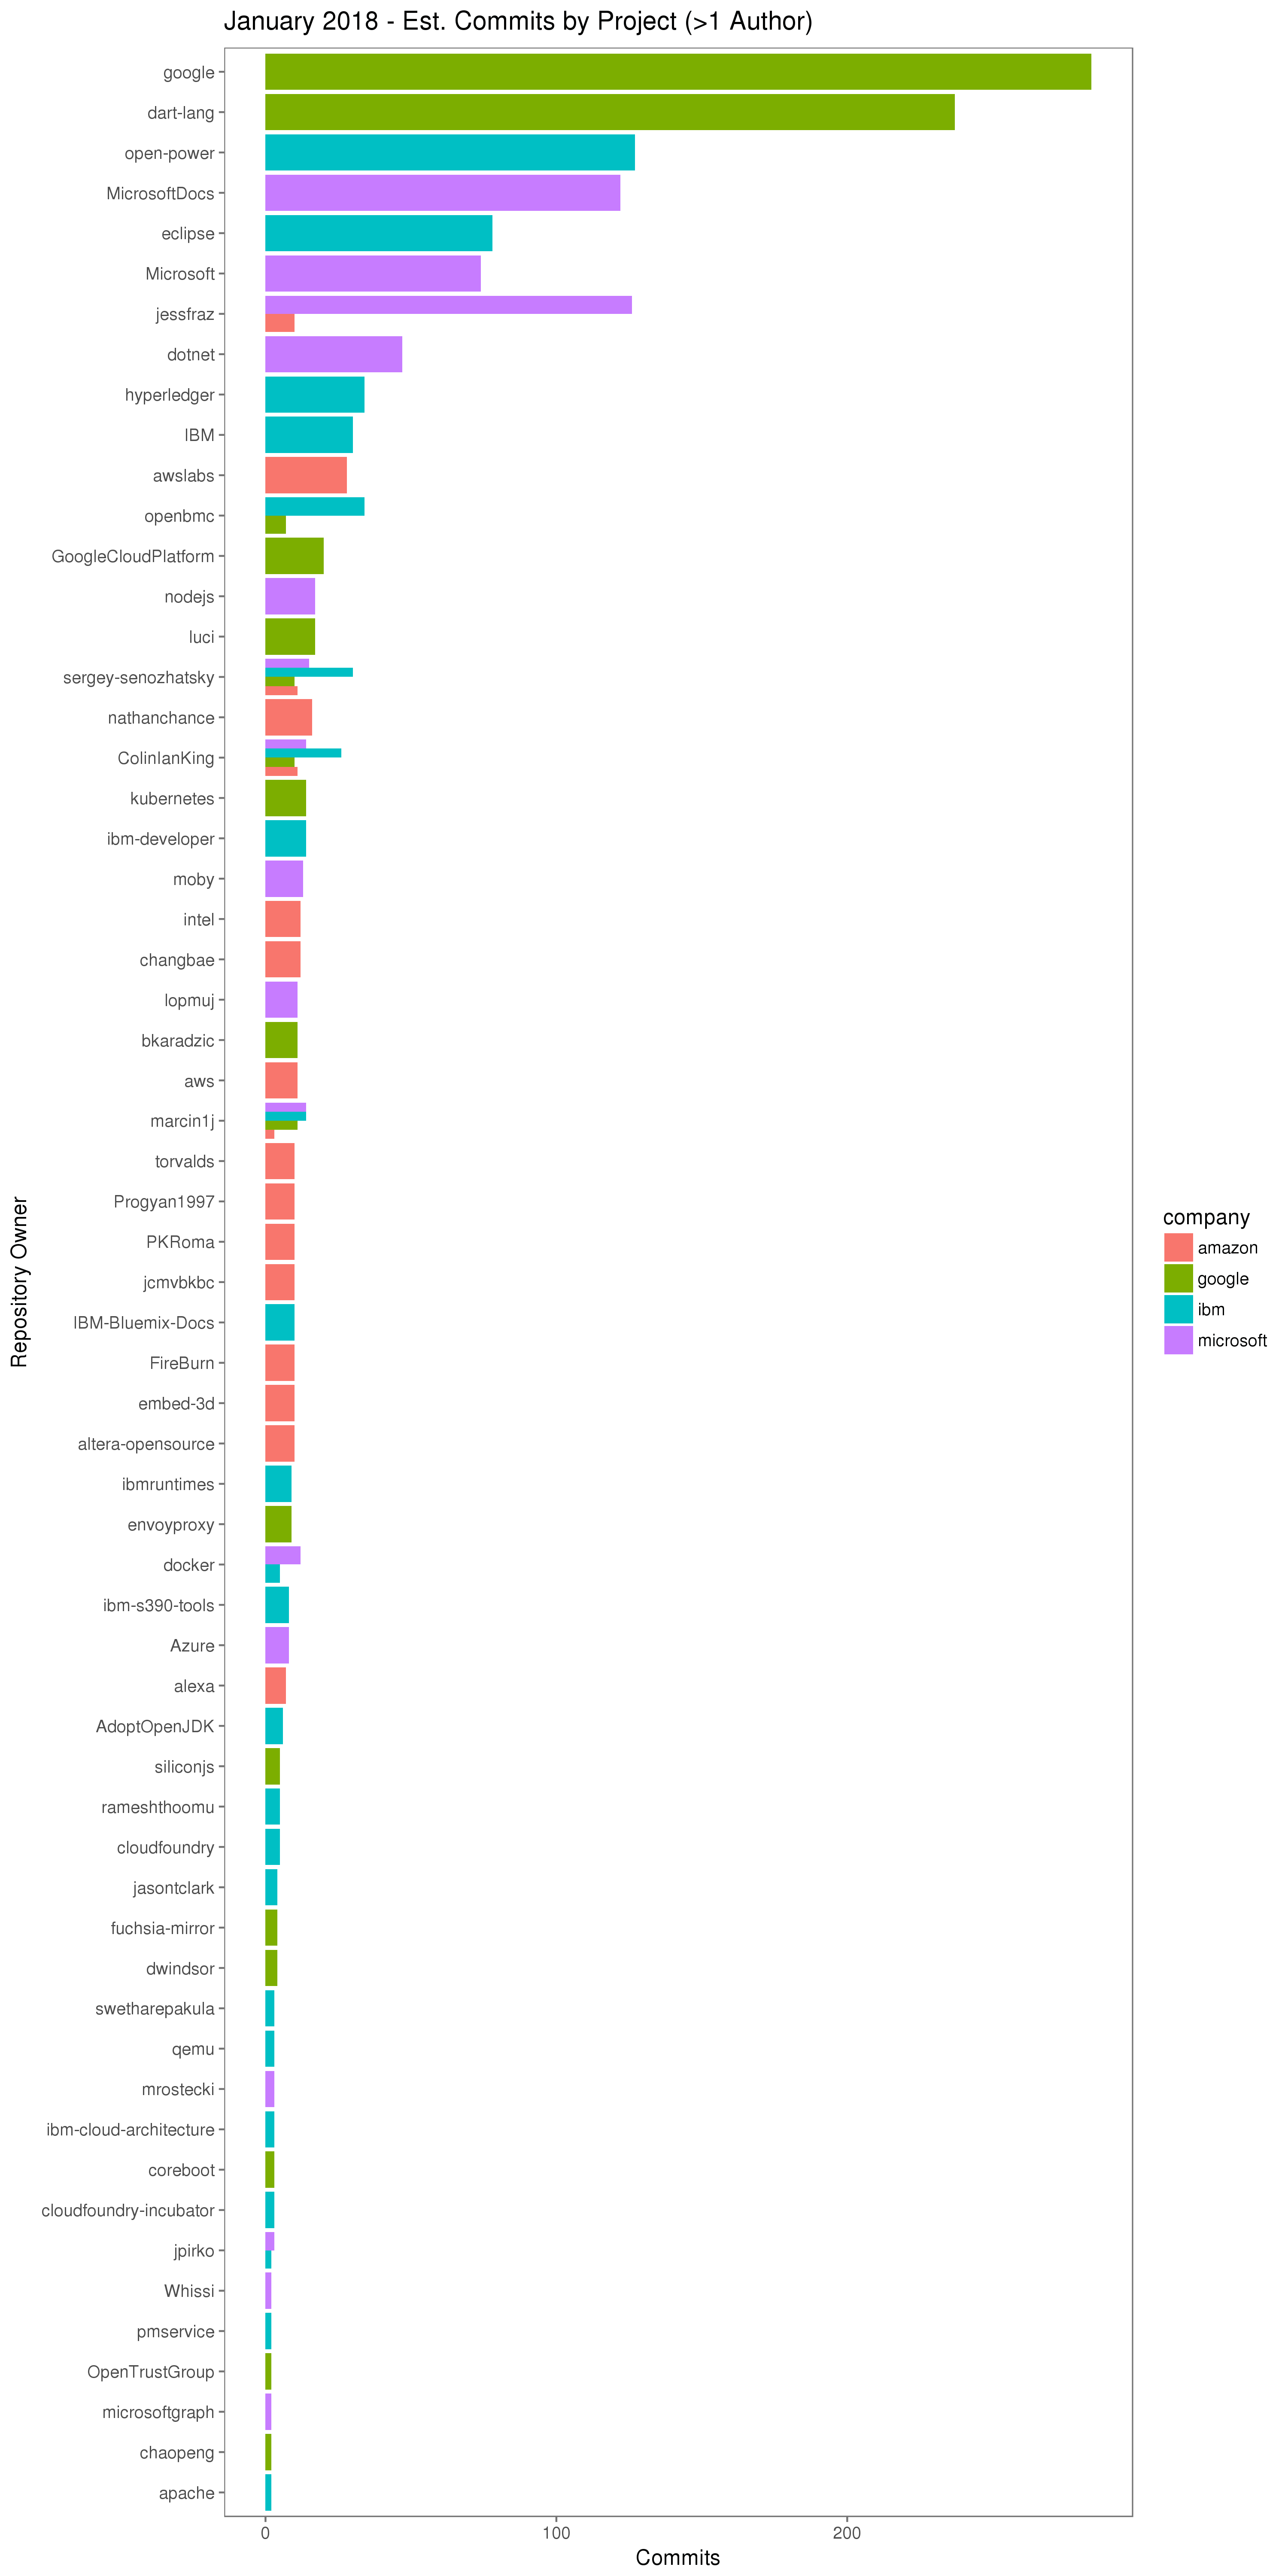 January 2018 - Est. Commits by Project (>1 Author)
google
dart-lang
open-power
MicrosoftDocs
eclipse
Microsoft
jessfraz
dotnet
hyperledger
IBM
awslabs
openbmc
GoogleCloudPlatform
nodejs
luci
sergey-senozhatsky
nathanchance
ColinIanKing
kubernetes
ibm-developer
moby
intel
changbae
lopmuj
bkaradzic
aws
marcin1j
torvalds
Progyan1997
PKRoma
jcmvbkbc
IBM-Bluemix-Docs
FireBurn
embed-3d
altera-opensource
ibmruntimes
envoyproxy
docker
ibm-s390-tools
Azure
alexa
AdoptOpenJDK
siliconjs
rameshthoomu
cloudfoundry
jasontclark
fuchsia-mirror
dwindsor
swetharepakula
qemu
mrostecki
ibm-cloud-architecture
coreboot
cloudfoundry-incubator
jpirko
Whissi
pmservice
OpenTrustGroup
microsoftgraph
chaopeng
apache
0 100 200
Commits
Repository Owner
company
amazon
google
ibm
microsoft